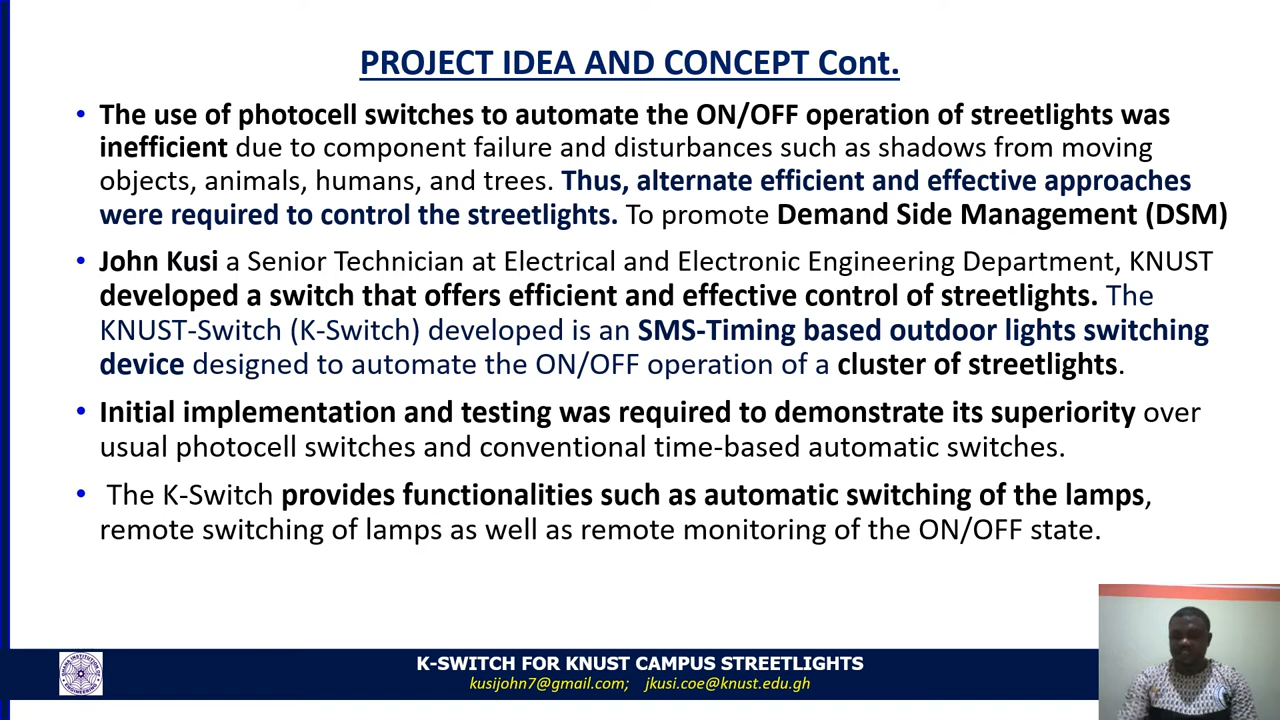 PROJECT IDEA AND CONCEPT Cont.
• The use of photocell switches to automate the ON/OFF operation of streetlights was
inefficient due to component failure and disturbances such as shadows from moving
objects, animals, humans, and trees. Thus, alternate efficient and effective approaches
were required to control the streetlights. To promote Demand Side Management (DSM)
• John Kusi a Senior Technician at Electrical and Electronic Engineering Department, KNUST
developed a switch that offers efficient and effective control of streetlights. The
KNUST-Switch (K-Switch) developed is an SMS-Timing based outdoor lights switching
device designed to automate the ON/OFF operation of a cluster of streetlights.
• Initial implementation and testing was required to demonstrate its superiority over
usual photocell switches and conventional time-based automatic switches.
• The K-Switch provides functionalities such as automatic switching of the lamps,
remote switching of lamps as well as remote monitoring of the ON/OFF state.
K-SWITCH FOR KNUST CAMPUS STREETLIGHTS
kusijohn7@gmail.com; jkusi.coe@knust.edu.gh